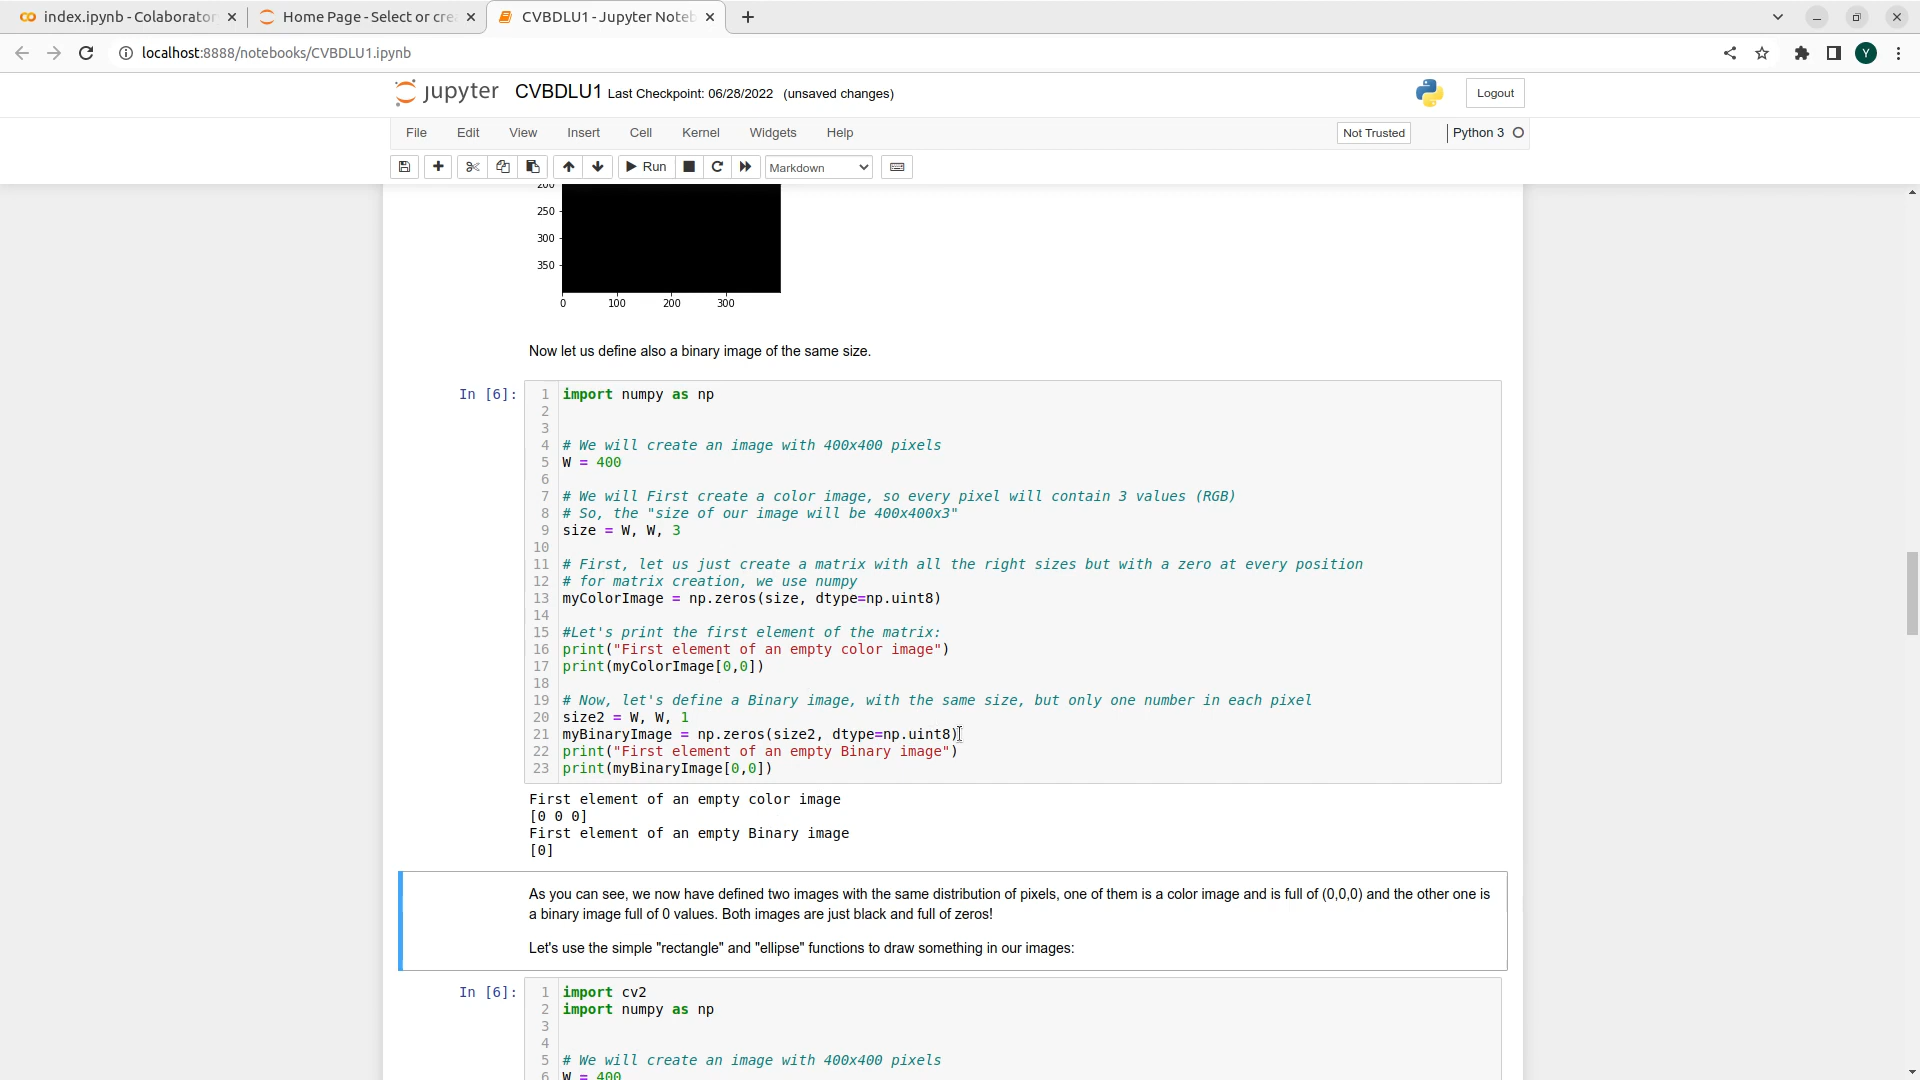 index.ipynb - Colaborator
Home Page - Select or crea
CVBDLU1 - Jupyter Noteb
localhost:8888/notebooks/CVBDLU1.ipynb
Y
jupyter CVBDLU1 Last Checkpoint: 06/28/2022 (unsaved changes)
Logout
File Edit View Insert Cell Kernel Widgets Help
Not Trusted
Python 3
Run
Markdown
200
250
300
350
0 100 200 300
Now let us define also a binary image of the same size.
In [6]:
1 import numpy as np
2
3
4 # We will create an image with 400x400 pixels
5 W = 400
6
7 # We will First create a color image, so every pixel will contain 3 values (RGB)
8 # So, the "size of our image will be 400x400x3"
9 size = W, W, 3
10
11 # First, let us just create a matrix with all the right sizes but with a zero at every position
12 # for matrix creation, we use numpy
13 myColorImage = np.zeros(size, dtype=np.uint8)
14
15 #Let's print the first element of the matrix:
16 print("First element of an empty color image")
17 print(myColorImage[0,0])
18
19 # Now, let's define a Binary image, with the same size, but only one number in each pixel
20 size2 = W, W, 1
21 myBinaryImage = np.zeros(size2, dtype=np.uint8)
22 print("First element of an empty Binary image")
23 print(myBinaryImage[0,0])
First element of an empty color image
[0 0 0]
First element of an empty Binary image
[0]
As you can see, we now have defined two images with the same distribution of pixels, one of them is a color image and is full of (0,0,0) and the other one is
a binary image full of 0 values. Both images are just black and full of zeros!
Let's use the simple "rectangle" and "ellipse" functions to draw something in our images:
In [6]:
1 import cv2
2 import numpy as np
3
4
5 # We will create an image with 400x400 pixels
6 W = 400